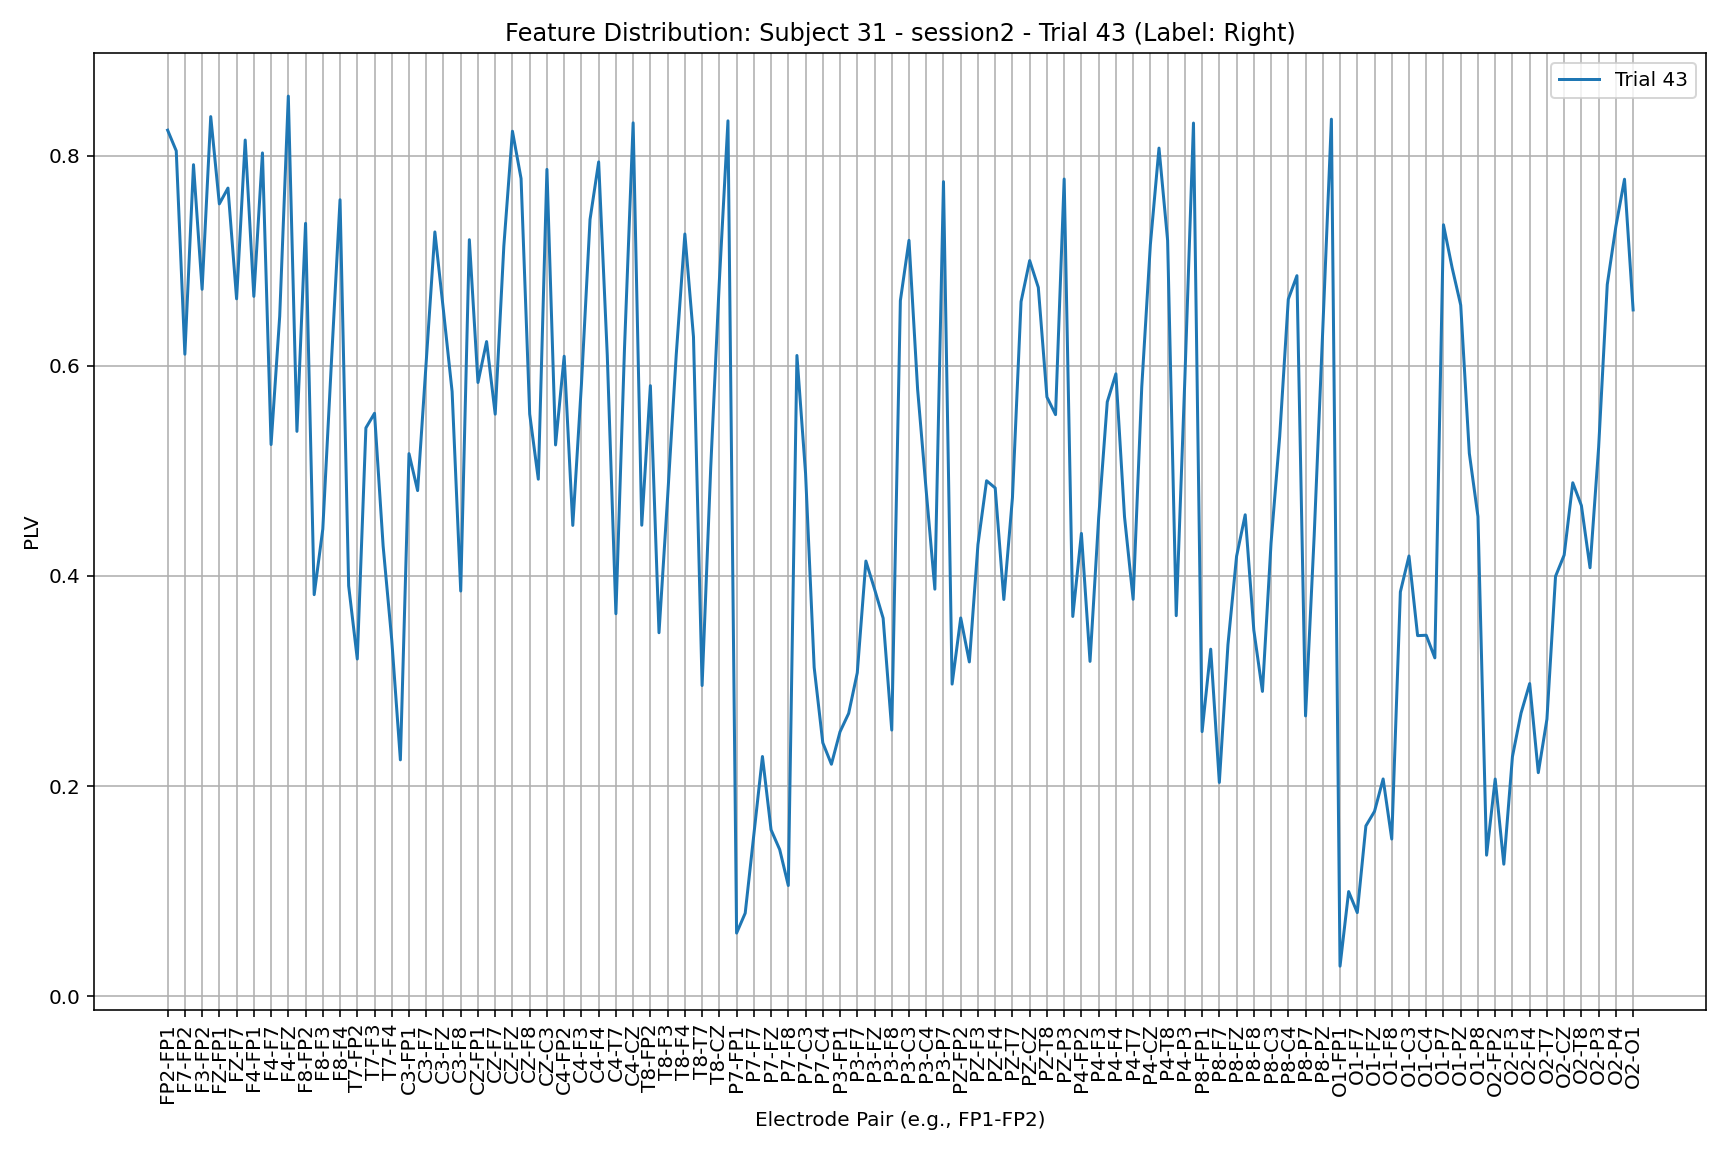 Feature Distribution: Subject 31 - session2 - Trial 43 (Label: Right)
Trial 43
PLV
0.8
0.6
0.4
0.2
0.0
FP2-FP1
F7-FP2
F3-FP2
FZ-FP1
FZ-F7
F4-FP1
F4-F7
F4-FZ
F8-FP2
F8-F3
F8-F4
T7-FP2
T7-F3
T7-F4
C3-FP1
C3-F7
C3-FZ
C3-F8
CZ-FP1
CZ-F7
CZ-FZ
CZ-F8
CZ-C3
C4-FP2
C4-F3
C4-F4
C4-T7
C4-CZ
T8-FP2
T8-F3
T8-F4
T8-T7
T8-CZ
P7-FP1
P7-F7
P7-FZ
P7-F8
P7-C3
P7-C4
P3-FP1
P3-F7
P3-FZ
P3-F8
P3-C3
P3-C4
P3-P7
PZ-FP2
PZ-F3
PZ-F4
PZ-T7
PZ-CZ
PZ-T8
PZ-P3
P4-FP2
P4-F3
P4-F4
P4-T7
P4-CZ
P4-T8
P4-P3
P8-FP1
P8-F7
P8-FZ
P8-F8
P8-C3
P8-C4
P8-P7
P8-PZ
O1-FP1
O1-F7
O1-FZ
O1-F8
O1-C3
O1-C4
O1-P7
O1-PZ
O1-P8
O2-FP2
O2-F3
O2-F4
O2-T7
O2-CZ
O2-T8
O2-P3
O2-P4
O2-O1
Electrode Pair (e.g., FP1-FP2)